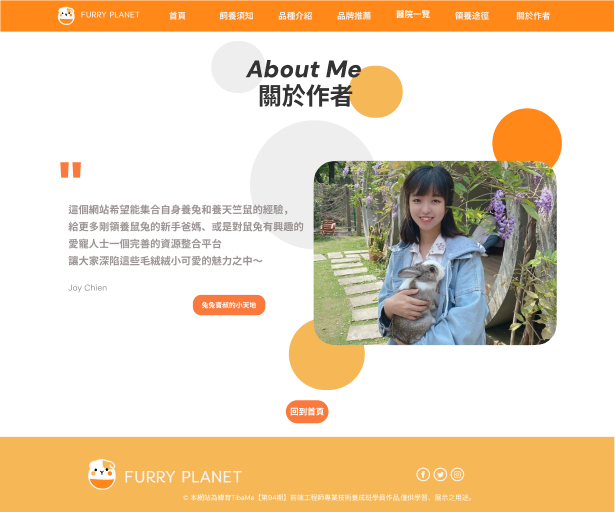 FURRY PLANET
首頁
飼養須知
品種介紹
品牌推薦
醫院一覽
領養途徑
關於作者
About Me
關於作者
"
這個網站希望能集合自身養兔和養天竺鼠的經驗，
給更多剛領養鼠兔的新手爸媽、或是對鼠兔有興趣的
愛寵人士一個完善的資源整合平台
讓大家深陷這些毛絨絨小可愛的魅力之中～
Joy Chien
兔兔寶叔的小天地
回到首頁
FURRY PLANET
© 本網站為緯育TibaMe【第94期】前端工程師專業技術養成班學員作品,僅供學習、展示之用途。